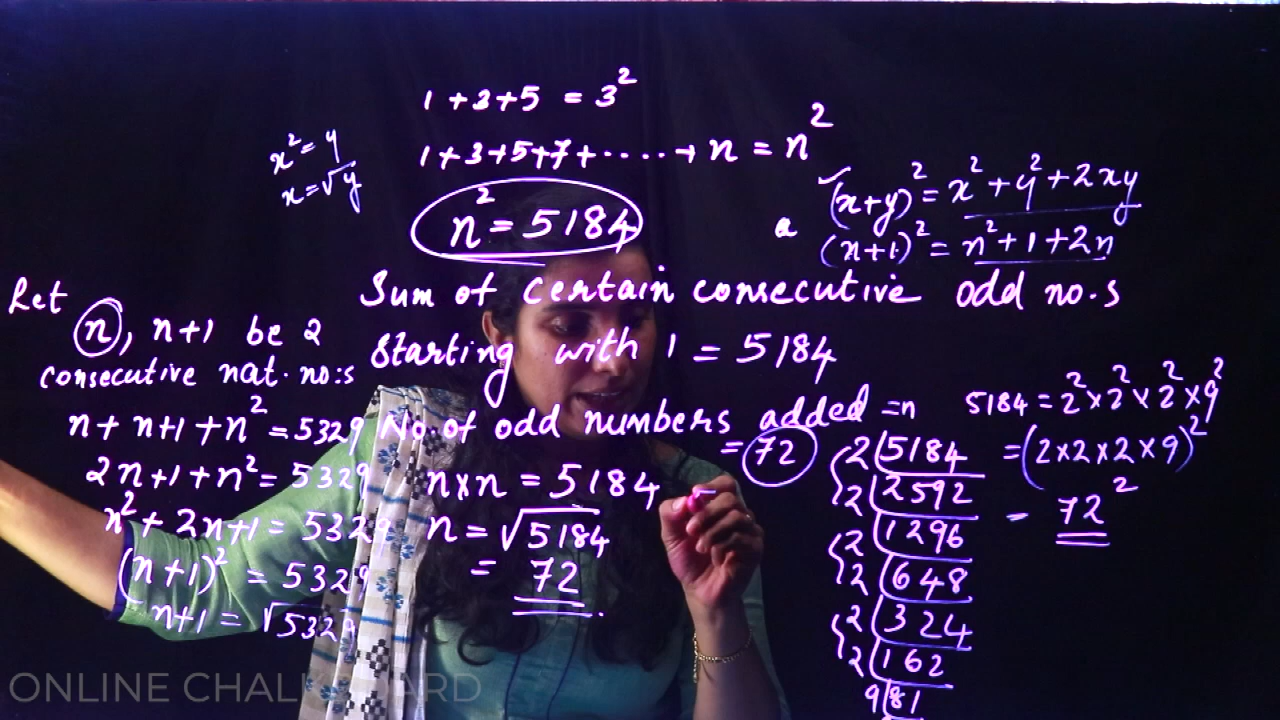 1 + 3 + 5 = 3²
1 + 3 + 5 + 7 + ..... + n = n²
x² = y
x = √y
n² = 5184
(x+y)² = x² + y² + 2xy
a (n+1)² = n² + 1 + 2n
Sum of certain consecutive odd no.s
starting with 1 = 5184
No. of odd numbers added = n
= 72
n×n = 5184
n = √5184
= 72
Let
n, n+1 be 2
consecutive nat. no:s
n + n+1 + n² = 5329
2n+1 + n² = 5329
n² + 2n+1 = 5329
(n+1)² = 5329
n+1 = √5329
5184 = 2² × 2² × 2² × 9²
= (2×2×2×9)²
= 72²
2 5184
2 2592
2 1296
2 648
2 324
2 162
9 81
ONLINE CHALKBOARD